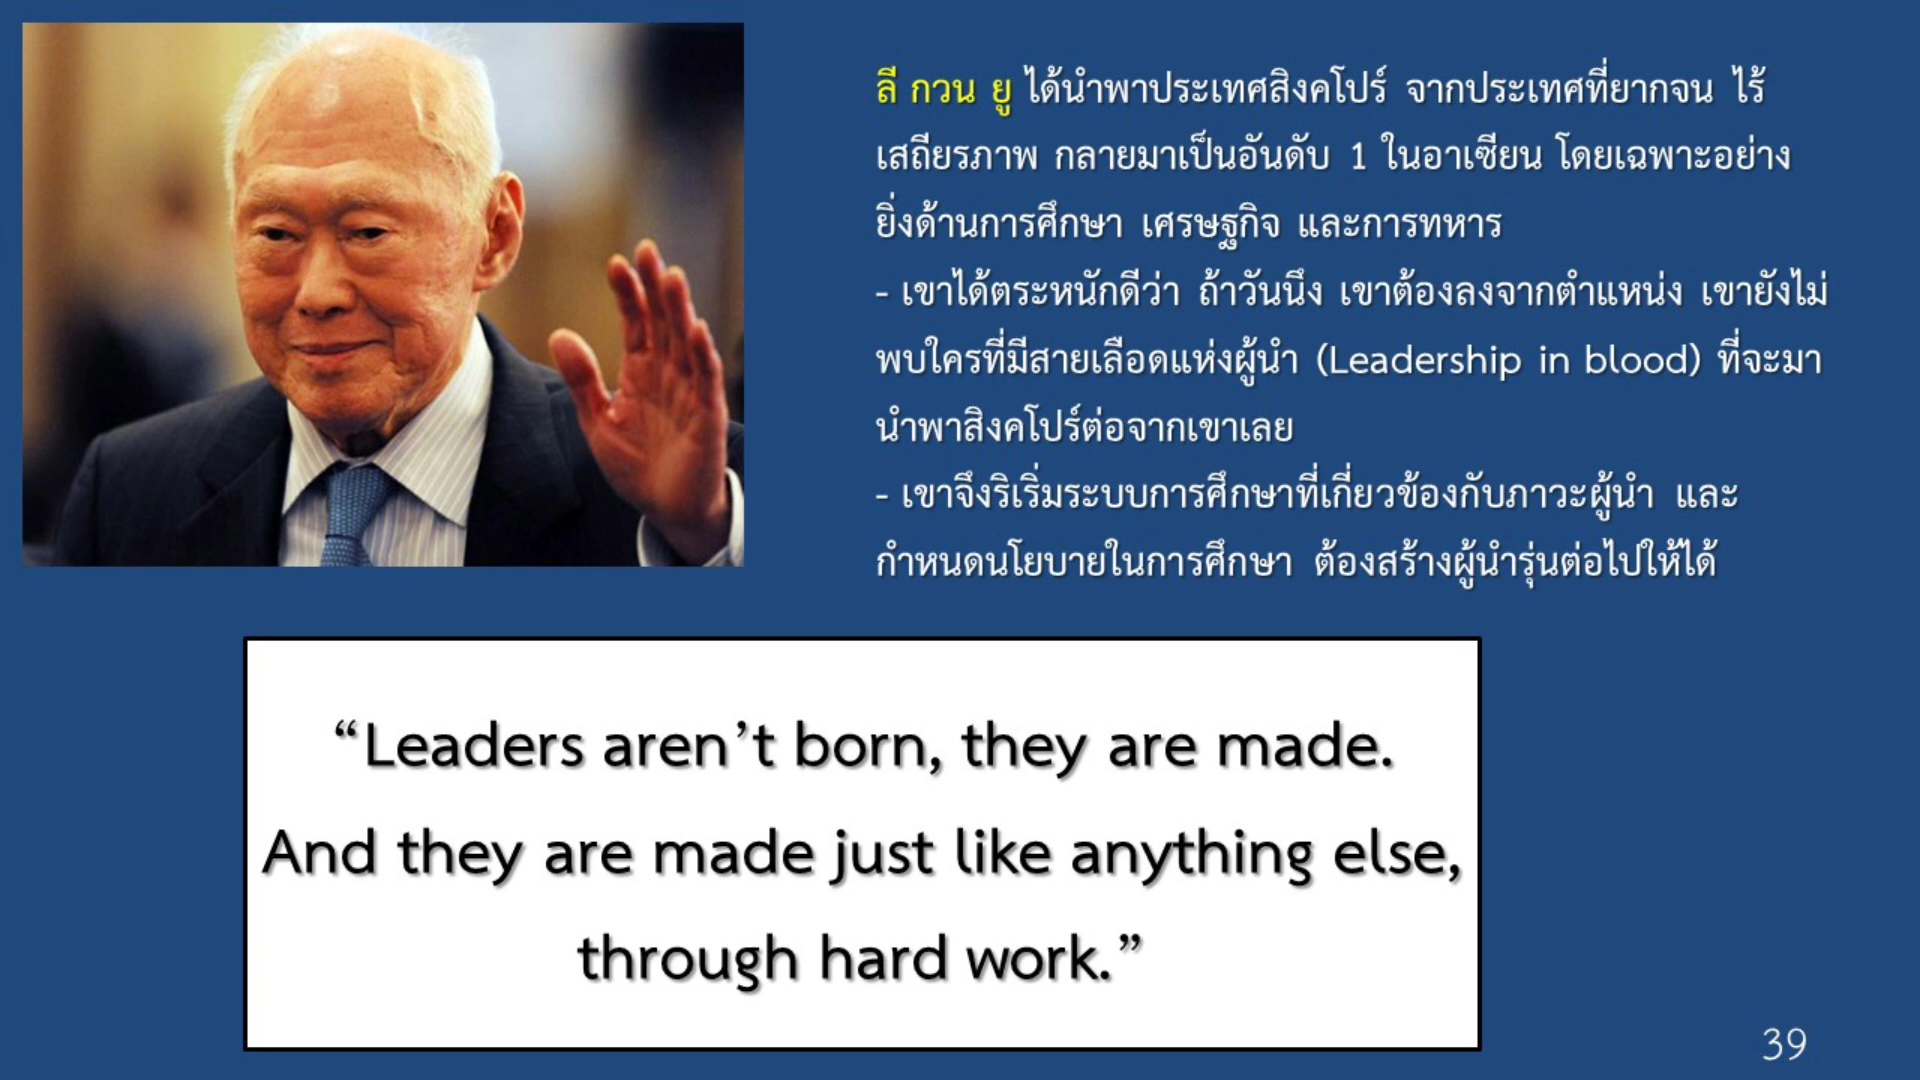 ลี กวน ยู ได้นำพาประเทศสิงคโปร์ จากประเทศที่ยากจน ไร้
เสถียรภาพ กลายมาเป็นอันดับ 1 ในอาเซียน โดยเฉพาะอย่าง
ยิ่งด้านการศึกษา เศรษฐกิจ และการทหาร
- เขาได้ตระหนักดีว่า ถ้าวันนึง เขาต้องลงจากตำแหน่ง เขายังไม่
พบใครที่มีสายเลือดแห่งผู้นำ (Leadership in blood) ที่จะมา
นำพาสิงคโปร์ต่อจากเขาเลย
- เขาจึงริเริ่มระบบการศึกษาที่เกี่ยวข้องกับภาวะผู้นำ และ
กำหนดนโยบายในการศึกษา ต้องสร้างผู้นำรุ่นต่อไปให้ได้
“Leaders aren’t born, they are made.
And they are made just like anything else,
through hard work.”
39